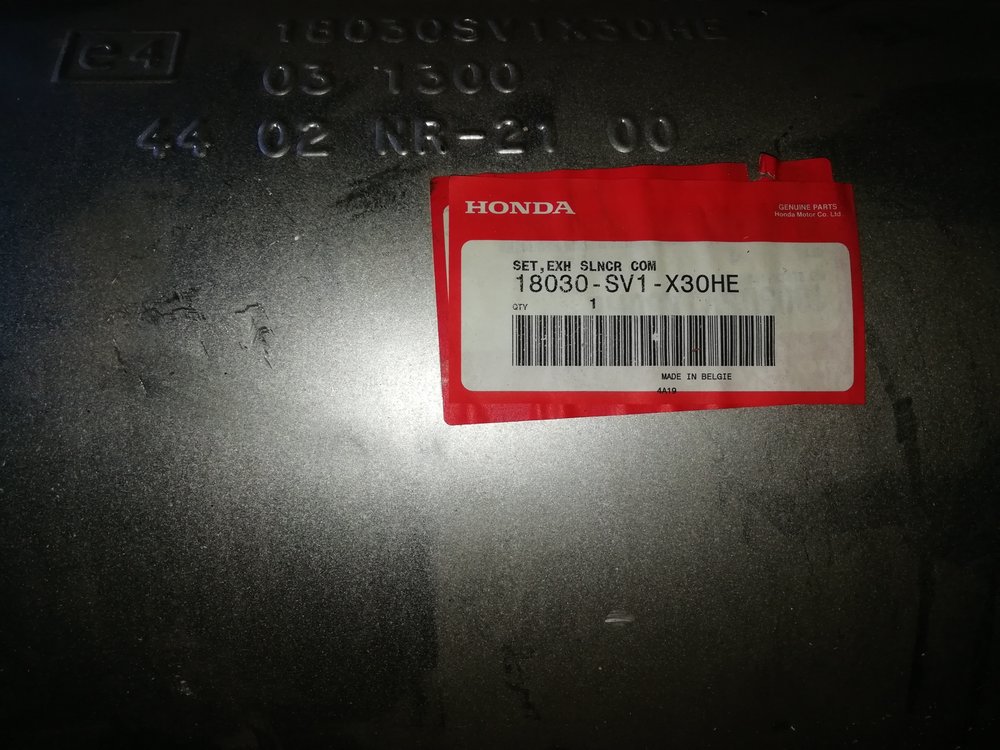 e4
18030SV1X30HE
03 1300
44 02 NR-21 00
HONDA
GENUINE PARTS
Honda Motor Co. Ltd.
SET,EXH SLNCR COM
18030-SV1-X30HE
QTY 1
MADE IN BELGIE
4A19